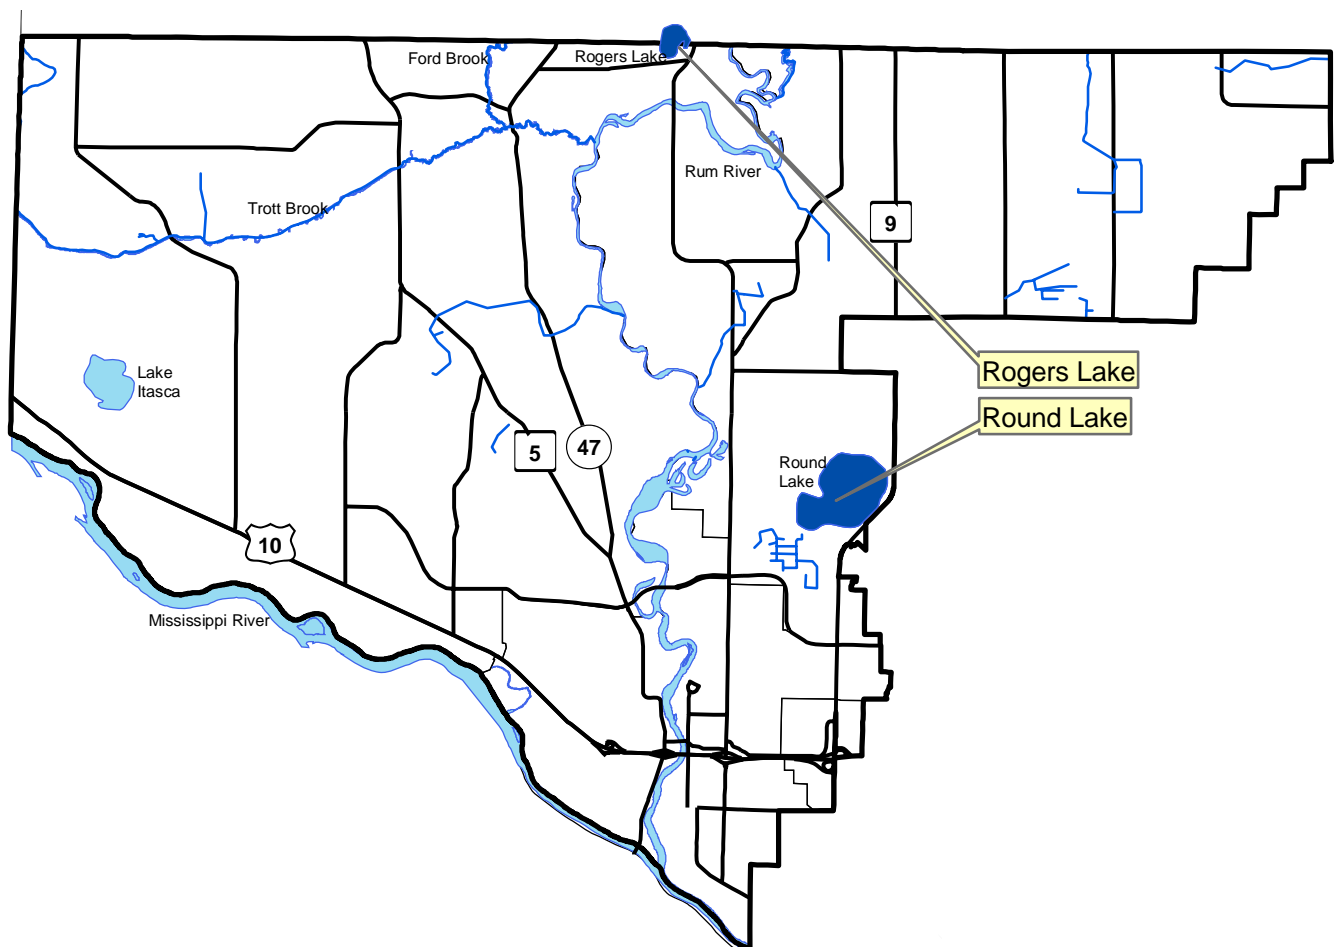 Ford Brook
Rogers Lake
Rum River
Trott Brook
9
Rogers Lake
Lake
Itasca
Round Lake
5
47
Round
Lake
10
Mississippi River